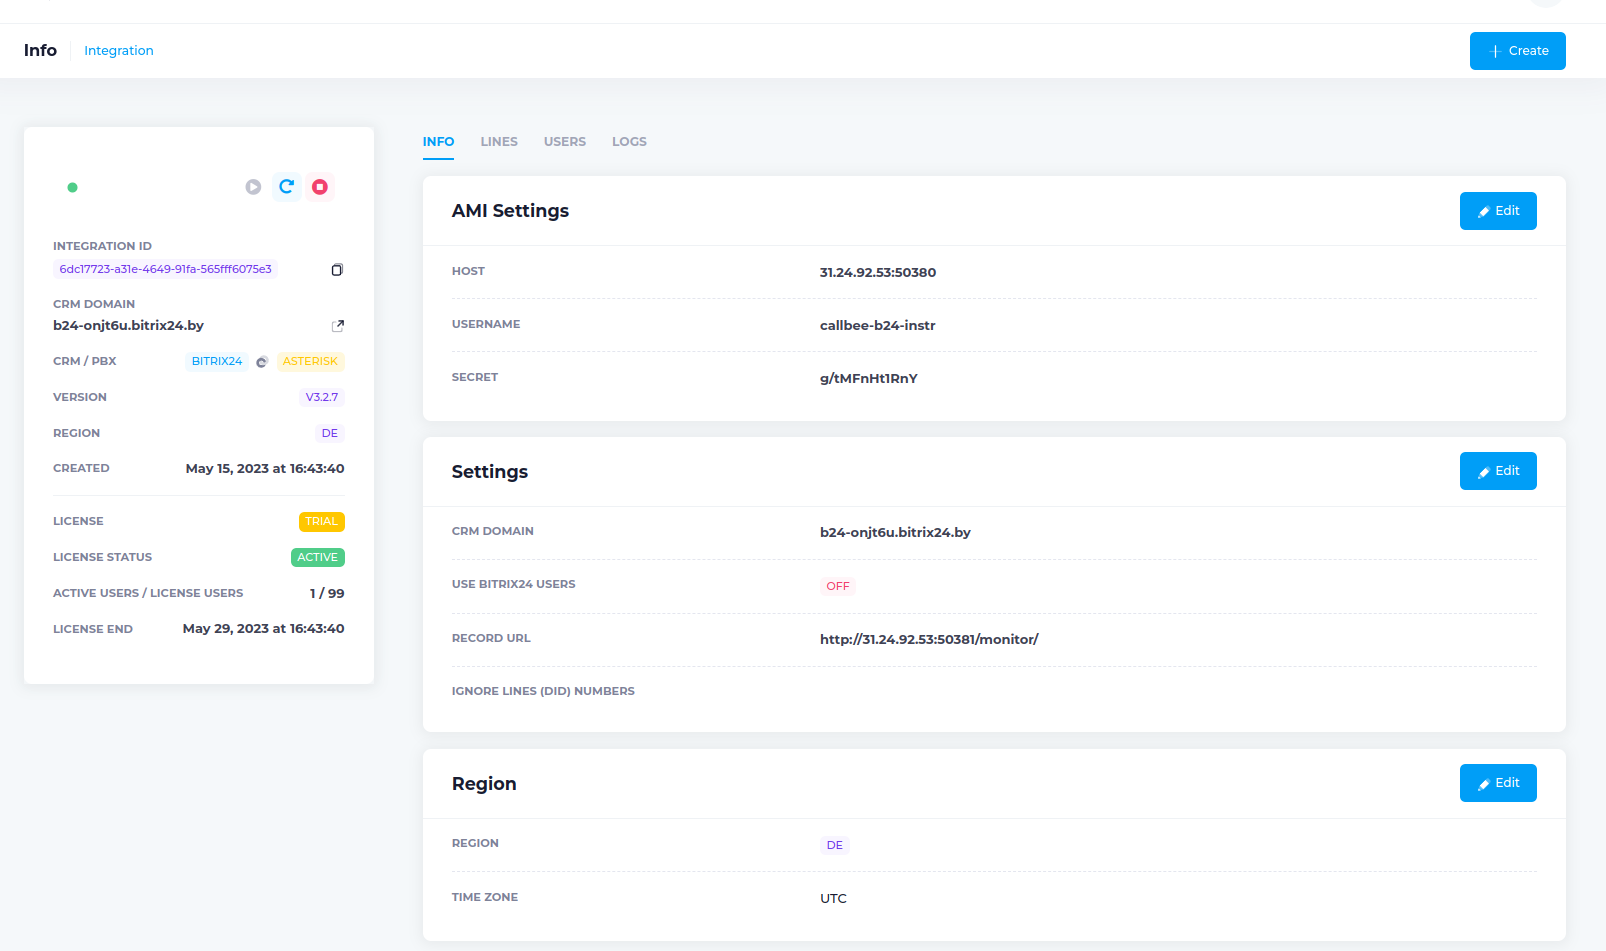 Info
Integration
Create
INTEGRATION ID
6dc17723-a31e-4649-91fa-565fff6075e3
CRM DOMAIN
b24-onjt6u.bitrix24.by
CRM / PBX BITRIX24 ASTERISK
VERSION V3.2.7
REGION DE
CREATED May 15, 2023 at 16:43:40
LICENSE TRIAL
LICENSE STATUS ACTIVE
ACTIVE USERS / LICENSE USERS 1 / 99
LICENSE END May 29, 2023 at 16:43:40
INFO LINES USERS LOGS
AMI Settings Edit
HOST 31.24.92.53:50380
USERNAME callbee-b24-instr
SECRET g/tMFnHt1RnY
Settings Edit
CRM DOMAIN b24-onjt6u.bitrix24.by
USE BITRIX24 USERS OFF
RECORD URL http://31.24.92.53:50381/monitor/
IGNORE LINES (DID) NUMBERS
Region Edit
REGION DE
TIME ZONE UTC